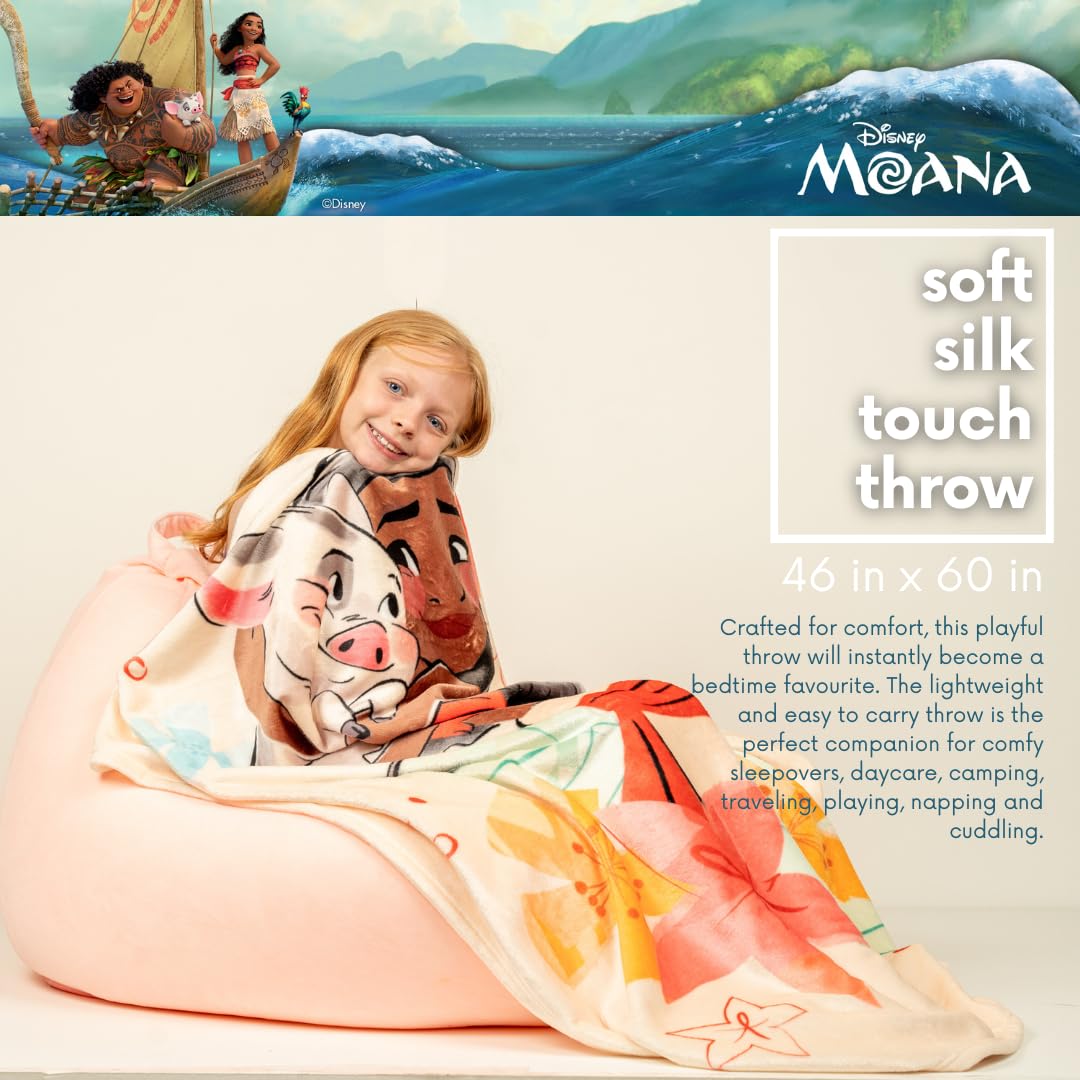 Disney
MOANA
©Disney
soft
silk
touch
throw
46 in x 60 in
Crafted for comfort, this playful
throw will instantly become a
bedtime favourite. The lightweight
and easy to carry throw is the
perfect companion for comfy
sleepovers, daycare, camping,
traveling, playing, napping and
cuddling.